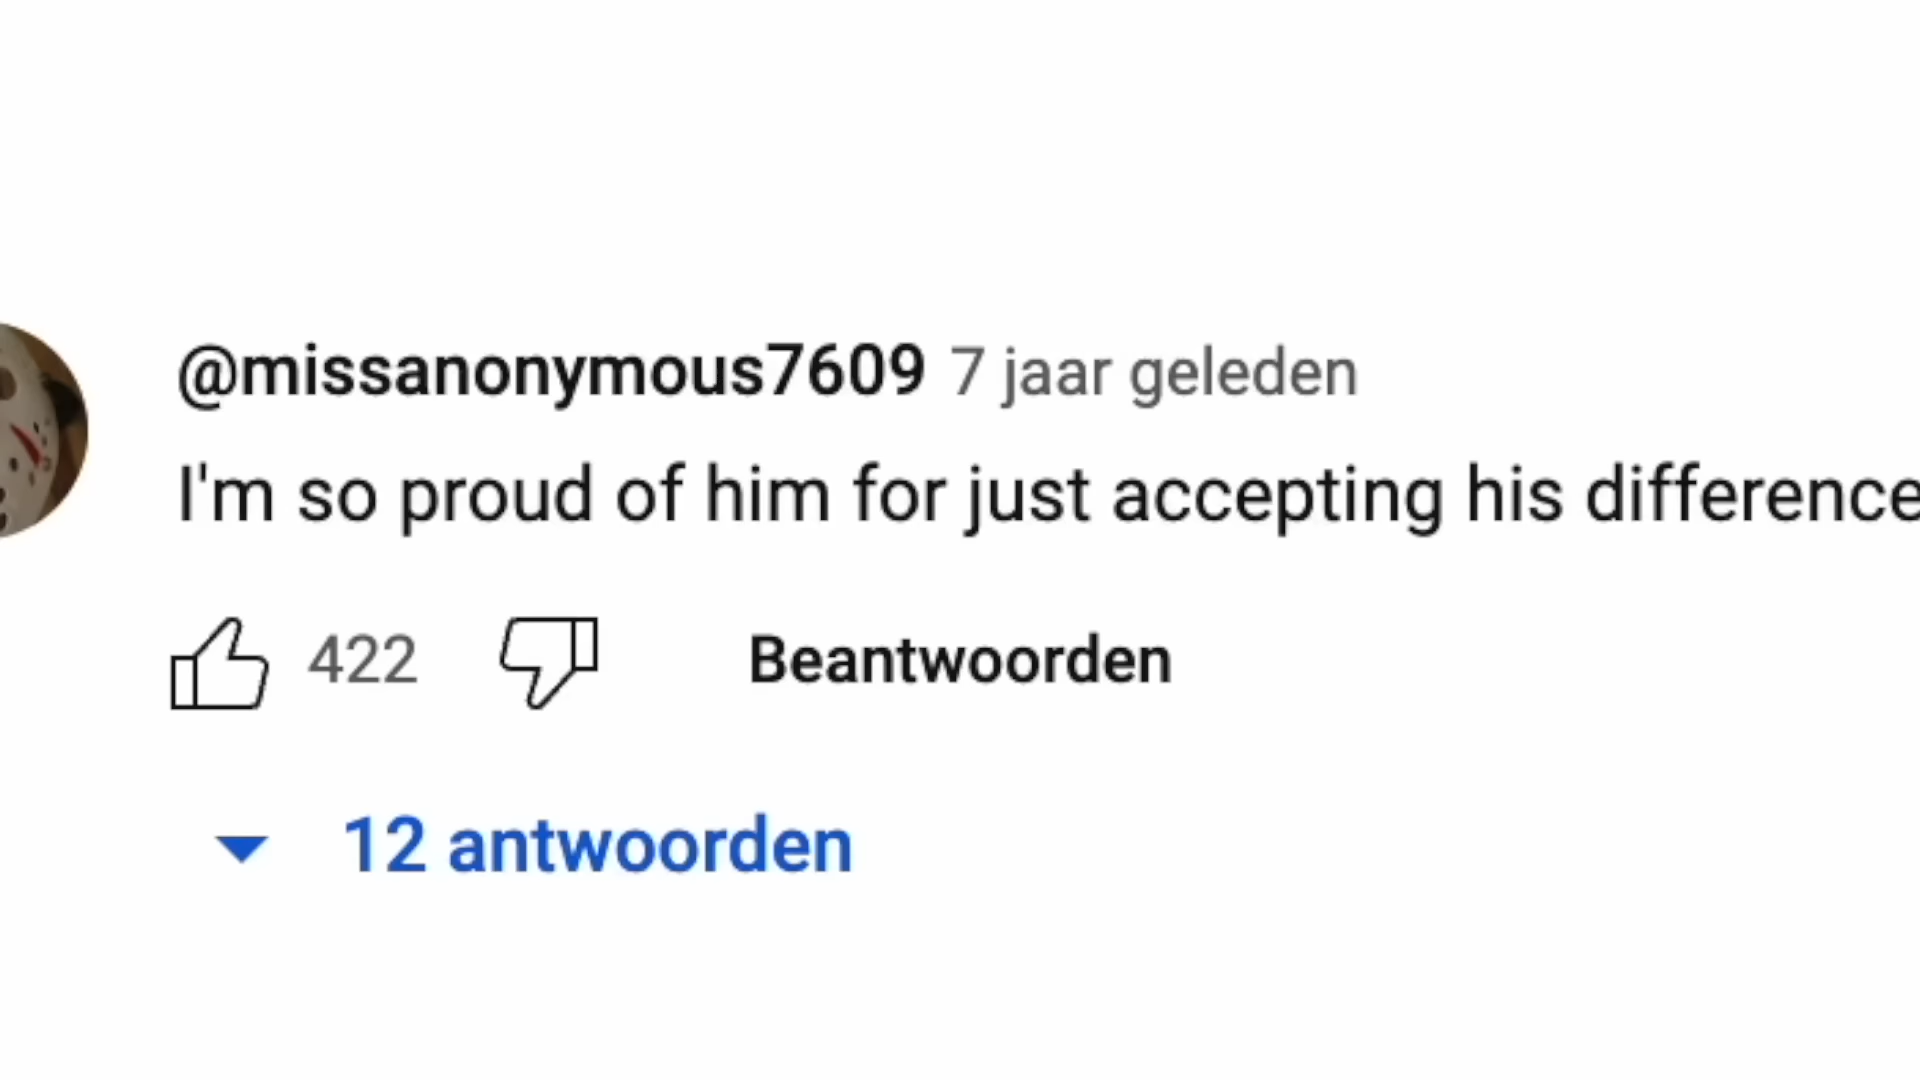 @missanonymous7609 7 jaar geleden
I'm so proud of him for just accepting his difference
422 Beantwoorden
12 antwoorden